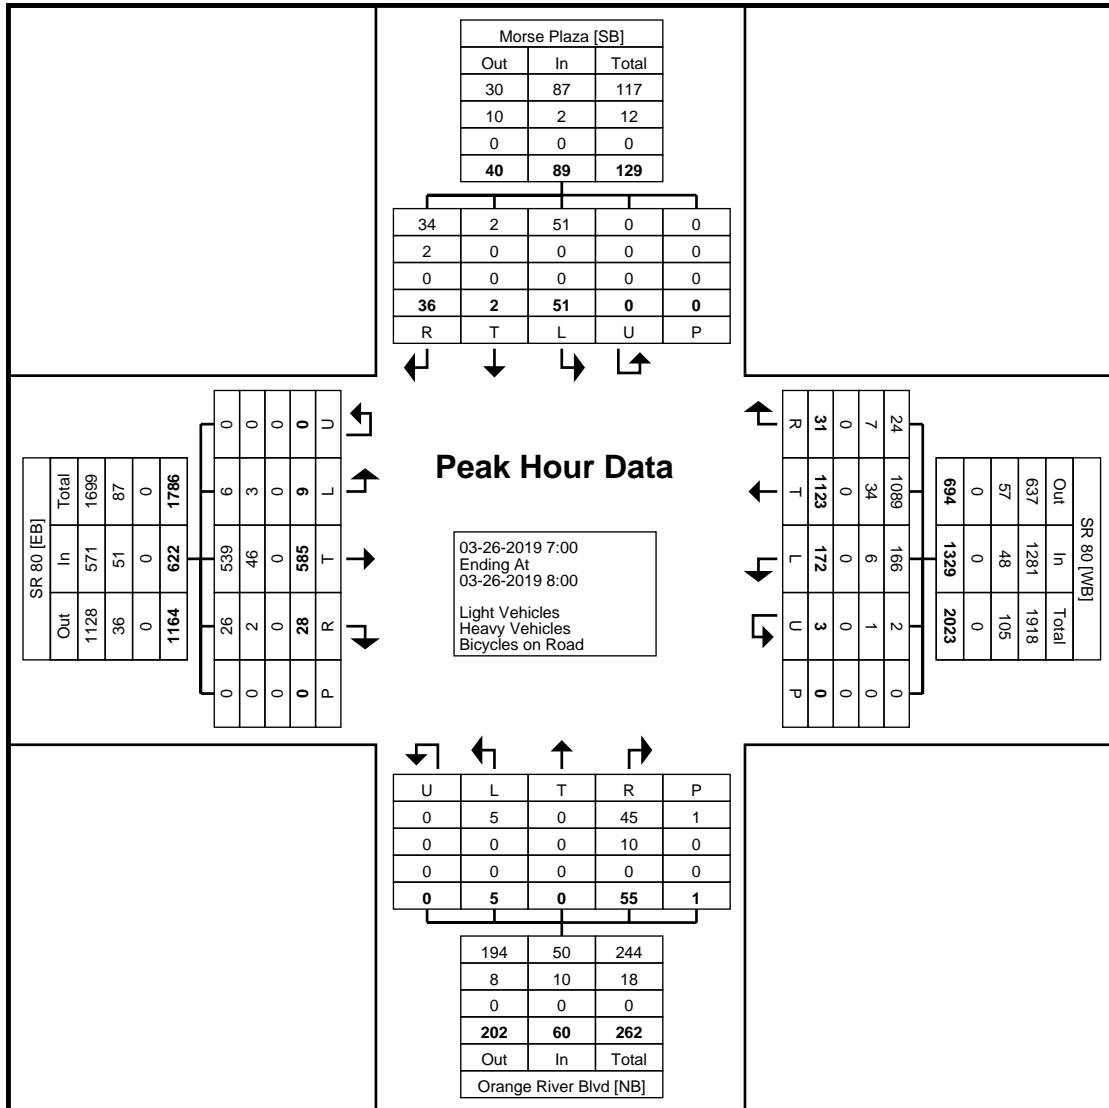 Morse Plaza [SB]
Out In Total
30 87 117
10 2 12
0 0 0
40 89 129
34 2 51 0 0
2 0 0 0 0
0 0 0 0 0
36 2 51 0 0
R T L U P
SR 80 [EB]
Total 1699 87 0 1786
In 571 51 0 622
Out 1128 36 0 1164
0 0 0 0 U
6 3 0 9 L
539 46 0 585 T
26 2 0 28 R
0 0 0 0 P
Peak Hour Data
03-26-2019 7:00
Ending At
03-26-2019 8:00
Light Vehicles
Heavy Vehicles
Bicycles on Road
R 31 0 7 24
T 1123 0 34 1089
L 172 0 6 166
U 3 0 1 2
P 0 0 0 0
SR 80 [WB]
694 0 57 637 Out
1329 0 48 1281 In
2023 0 105 1918 Total
U L T R P
0 5 0 45 1
0 0 0 10 0
0 0 0 0 0
0 5 0 55 1
194 50 244
8 10 18
0 0 0
202 60 262
Out In Total
Orange River Blvd [NB]